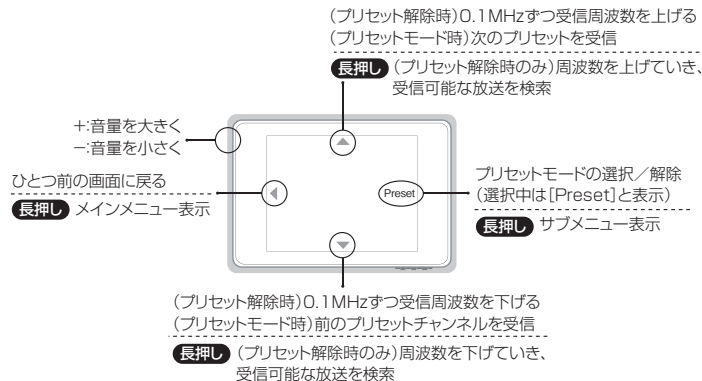 (プリセット解除時)0.1MHzずつ受信周波数を上げる
(プリセットモード時)次のプリセットを受信
長押し (プリセット解除時のみ)周波数を上げていき、
受信可能な放送を検索
+:音量を大きく
−:音量を小さく
ひとつ前の画面に戻る
長押し メインメニュー表示
Preset
プリセットモードの選択/解除
(選択中は[Preset]と表示)
長押し サブメニュー表示
(プリセット解除時)0.1MHzずつ受信周波数を下げる
(プリセットモード時)前のプリセットチャンネルを受信
長押し (プリセット解除時のみ)周波数を下げていき、
受信可能な放送を検索